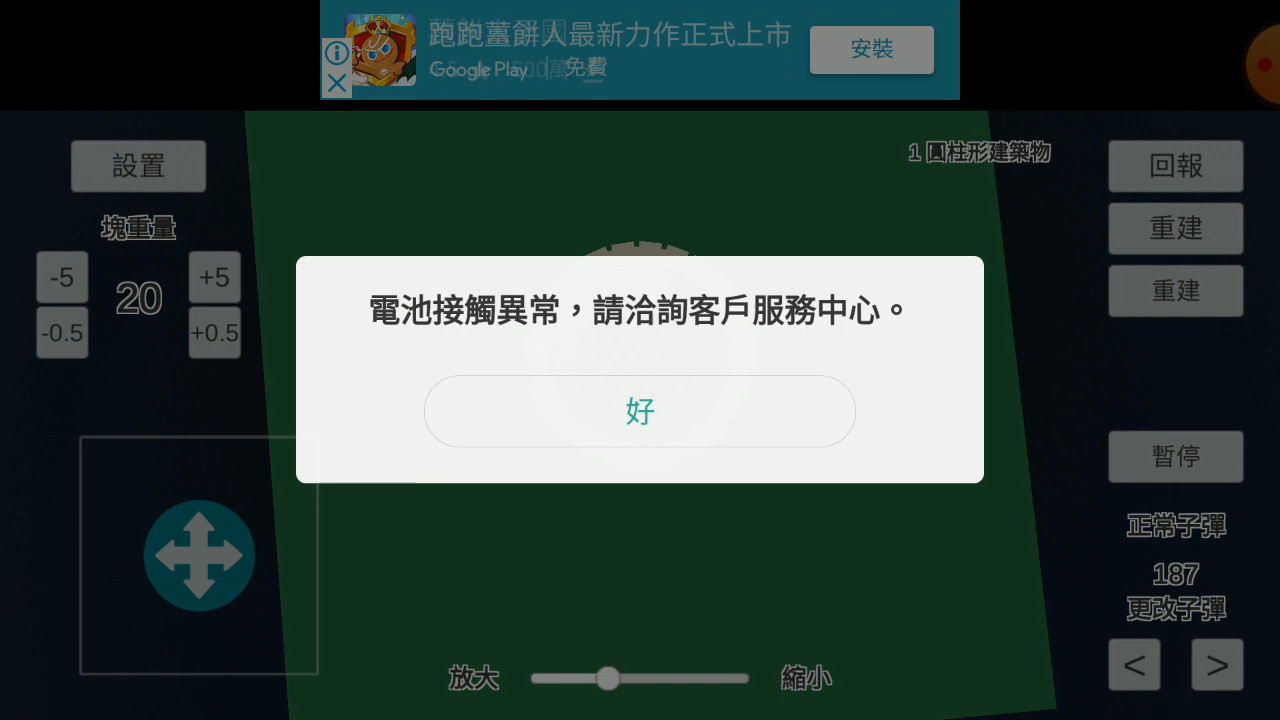 跑跑薑餅人最新力作正式上市
Google Play
免費
安裝
設置
1 圓柱形建築物
回報
塊重量
重建
-5
20
+5
重建
-0.5
+0.5
電池接觸異常，請洽詢客戶服務中心。
好
暫停
正常子彈
187
更改子彈
放大
縮小
<
>